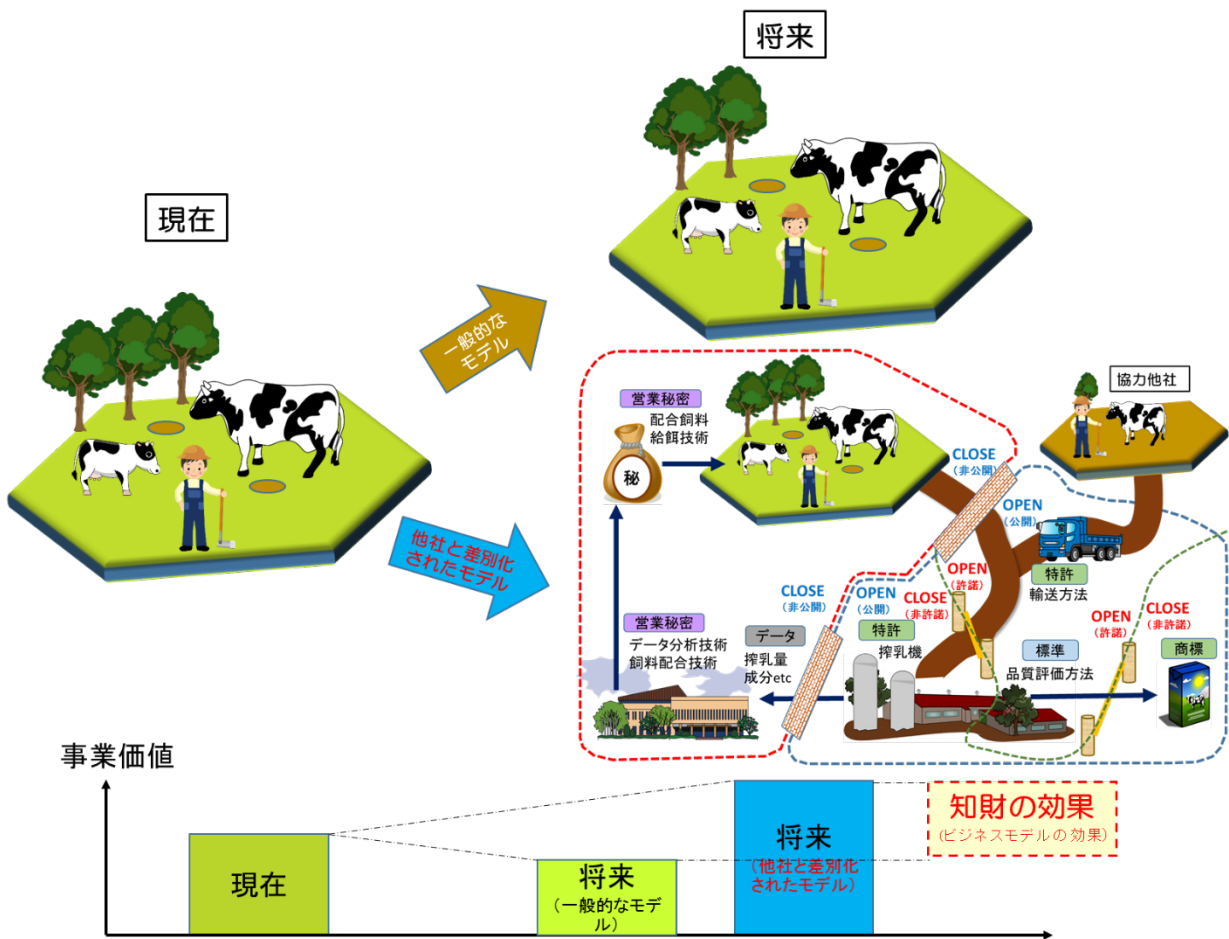 将来
現在
一般的な
モデル
他社と差別化
されたモデル
協力他社
営業秘密
配合飼料
給餌技術
秘
CLOSE
(非公開)
OPEN
(公開)
特許
輸送方法
OPEN
(許諾)
CLOSE
(非許諾)
CLOSE
(非公開)
OPEN
(公開)
OPEN
(許諾)
CLOSE
(非許諾)
営業秘密
データ分析技術
飼料配合技術
データ
搾乳量
成分etc
特許
搾乳機
標準
品質評価方法
商標
事業価値
現在
将来
(一般的なモデ
ル)
将来
(他社と差別化
されたモデル)
知財の効果
(ビジネスモデルの効果)